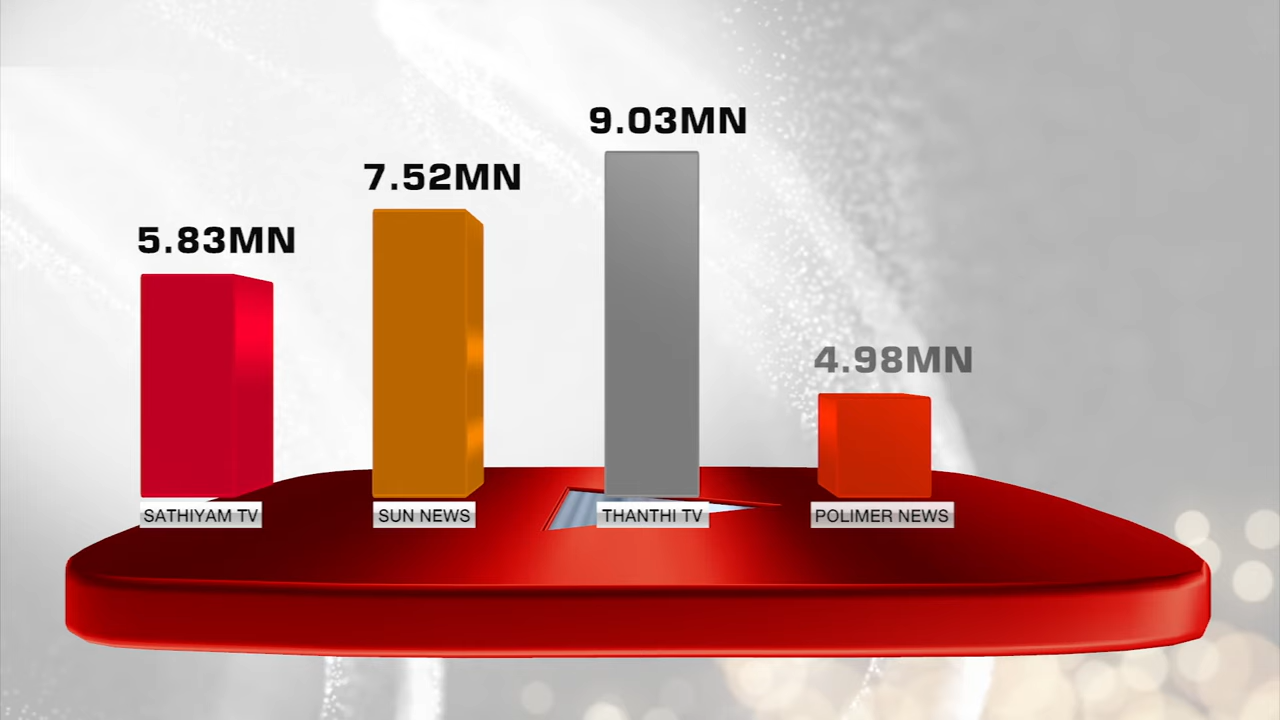 9.03MN
7.52MN
5.83MN
4.98MN
SATHIYAM TV
SUN NEWS
THANTHI TV
POLIMER NEWS